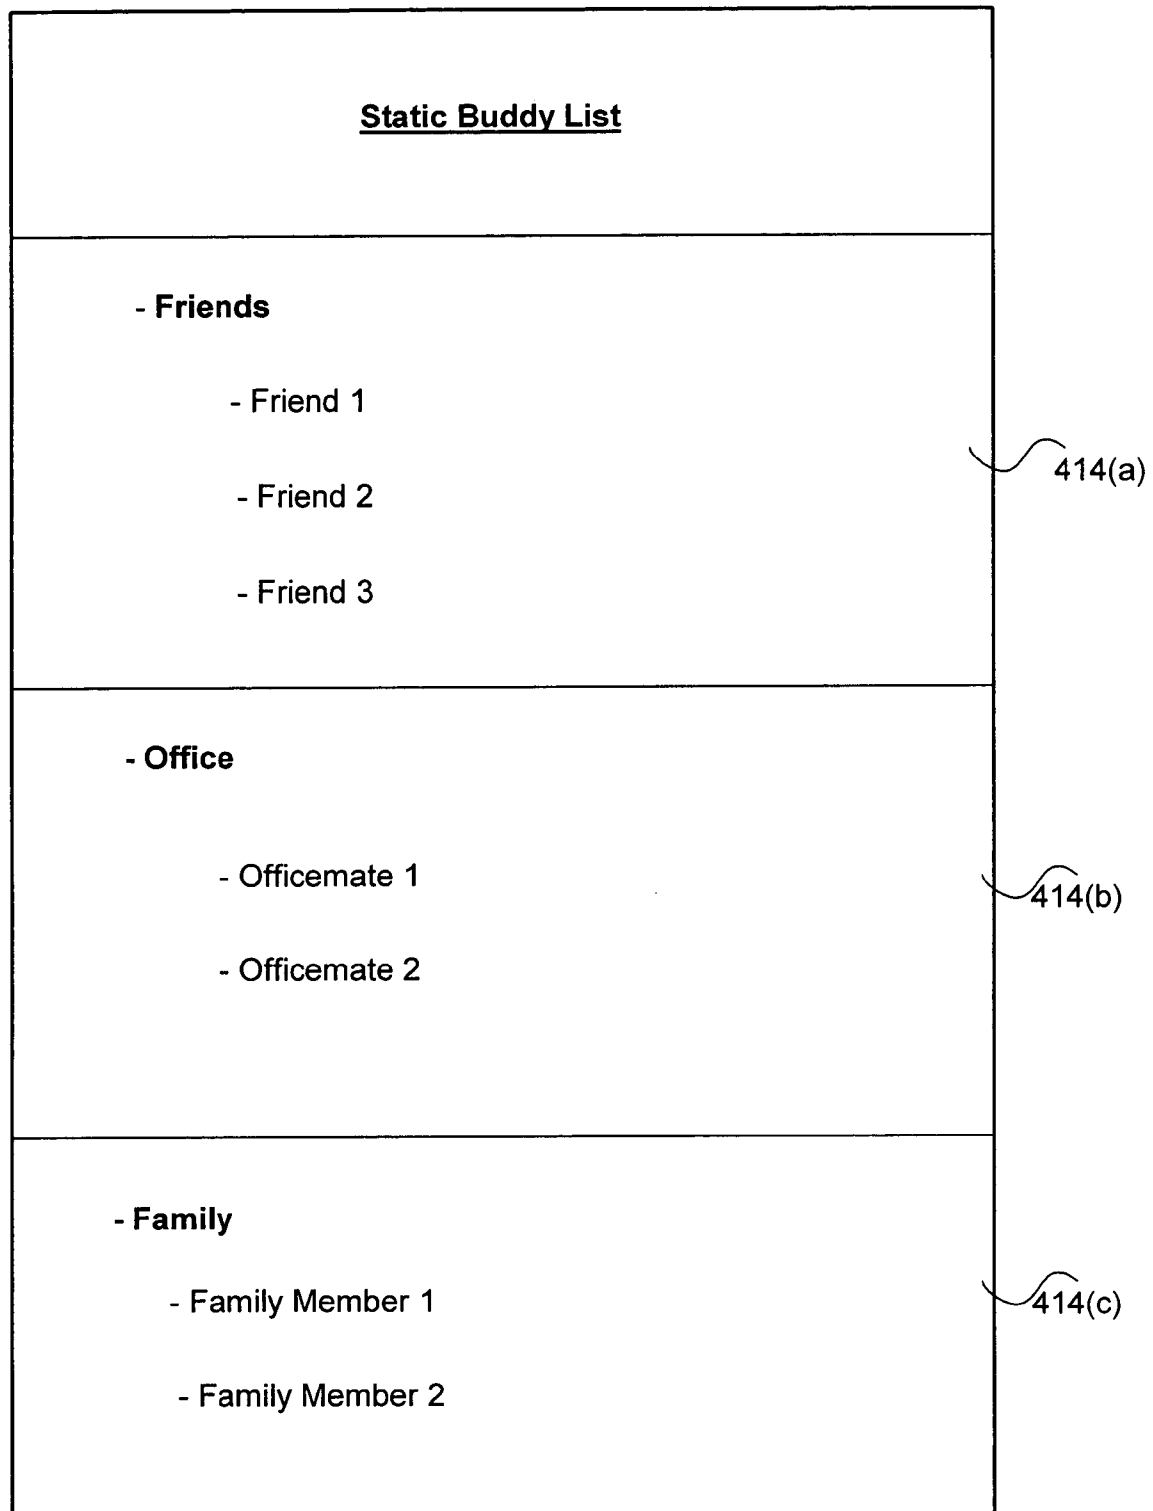 Static Buddy List
- Friends
- Friend 1
414(a)
- Friend 2
- Friend 3
- Office
- Officemate 1
414(b)
- Officemate 2
- Family
- Family Member 1
414(c)
- Family Member 2